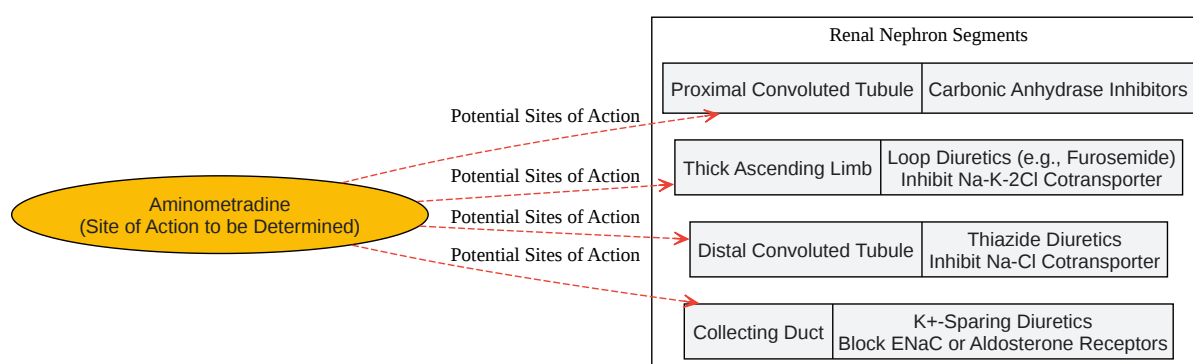 Renal Nephron Segments
Proximal Convoluted Tubule
Carbonic Anhydrase Inhibitors
Potential Sites of Action
Thick Ascending Limb
Loop Diuretics (e.g., Furosemide)
Inhibit Na-K-2Cl Cotransporter
Potential Sites of Action
Aminometradine
(Site of Action to be Determined)
Potential Sites of Action
Distal Convoluted Tubule
Thiazide Diuretics
Inhibit Na-Cl Cotransporter
Potential Sites of Action
Collecting Duct
K+-Sparing Diuretics
Block ENaC or Aldosterone Receptors